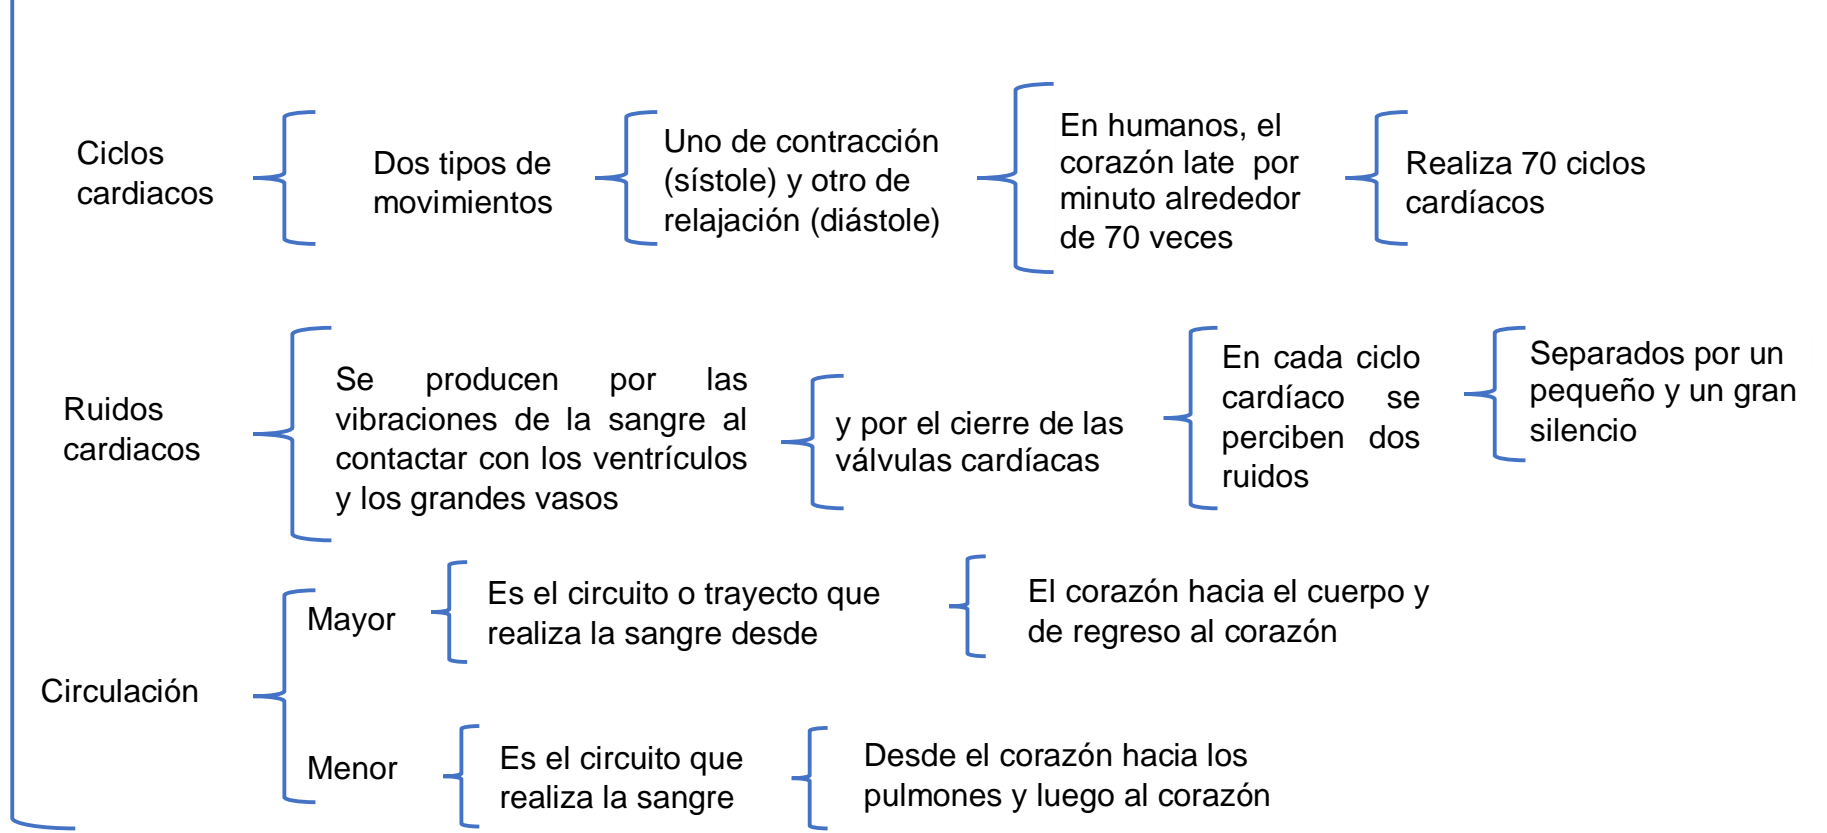 Ciclos
cardiacos
Dos tipos de
movimientos
Uno de contracción
(sístole) y otro de
relajación (diástole)
En humanos, el
corazón late por
minuto alrededor
de 70 veces
Realiza 70 ciclos
cardíacos
Ruidos
cardiacos
Se producen por las
vibraciones de la sangre al
contactar con los ventrículos
y los grandes vasos
y por el cierre de las
válvulas cardíacas
En cada ciclo
cardíaco se
perciben dos
ruidos
Separados por un
pequeño y un gran
silencio
Circulación
Mayor
Es el circuito o trayecto que
realiza la sangre desde
El corazón hacia el cuerpo y
de regreso al corazón
Menor
Es el circuito que
realiza la sangre
Desde el corazón hacia los
pulmones y luego al corazón